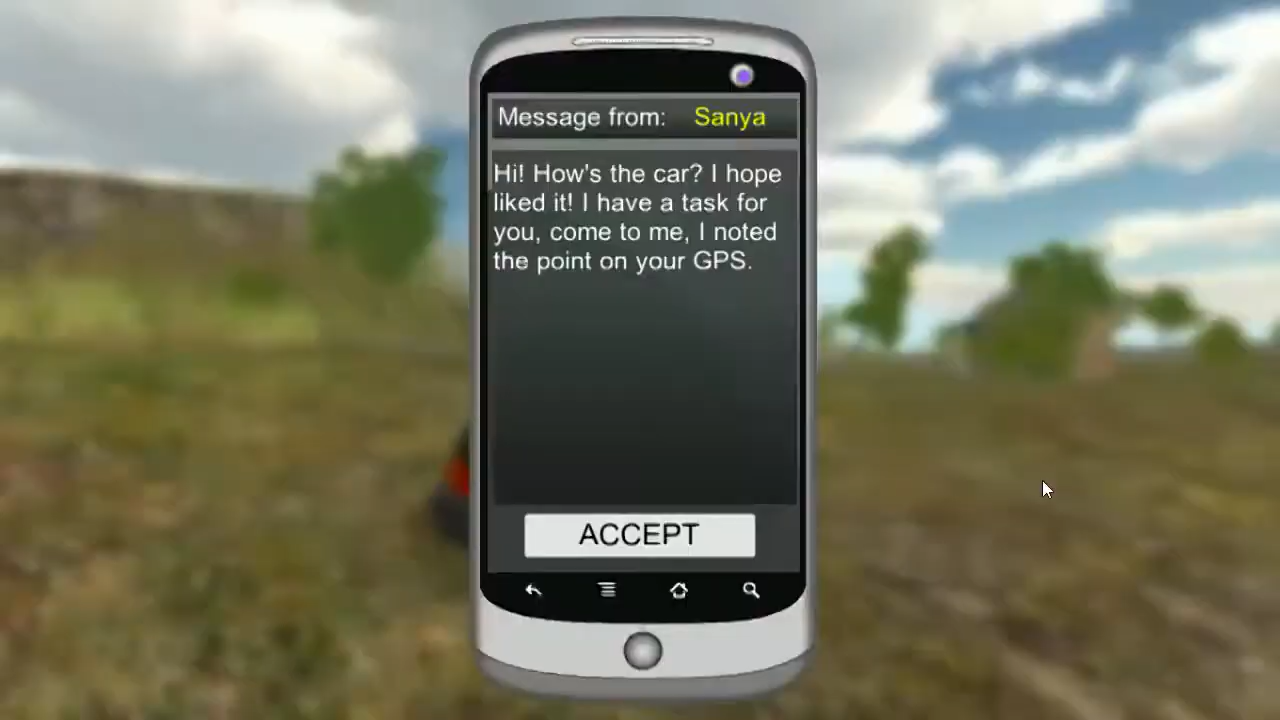 Message from: Sanya
Hi! How's the car? I hope
liked it! I have a task for
you, come to me, I noted
the point on your GPS.
ACCEPT